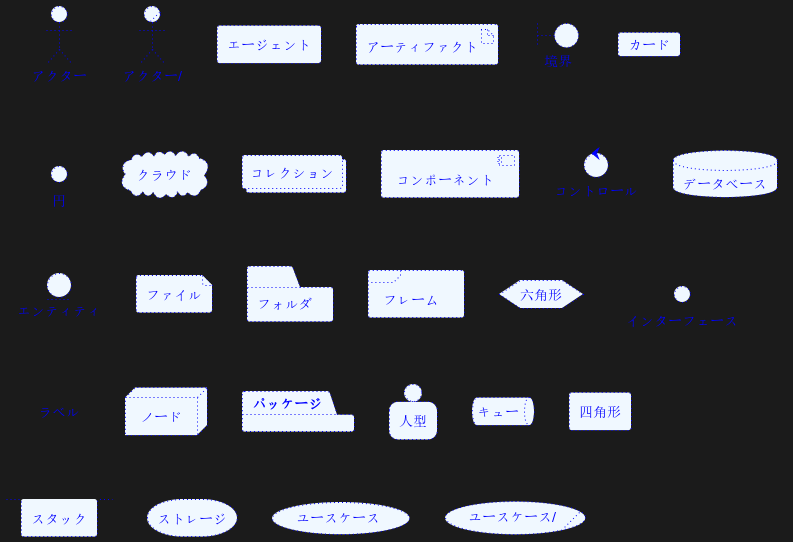 アクター
アクター/
エージェント
アーティファクト
境界
カード
円
クラウド
コレクション
コンポーネント
コントロール
データベース
エンティティ
ファイル
フォルダ
フレーム
六角形
インターフェース
ラベル
ノード
パッケージ
人型
キュー
四角形
スタック
ストレージ
ユースケース
ユースケース/